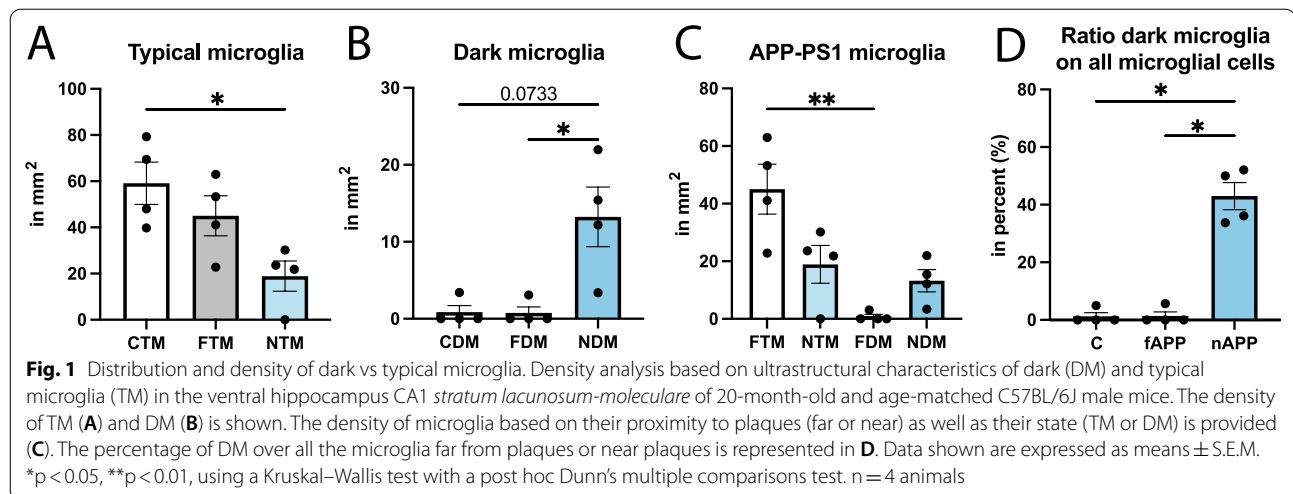 A Typical microglia
in mm²
100
80
60
40
20
0
*
CTM FTM NTM
B Dark microglia
in mm²
30
20
10
0
0.0733
*
CDM FDM NDM
C APP-PS1 microglia
in mm²
80
60
40
20
0
**
FTM NTM FDM NDM
D Ratio dark microglia
on all microglial cells
in percent (%)
80
60
40
20
0
*
*
C fAPP nAPP
Fig. 1 Distribution and density of dark vs typical microglia. Density analysis based on ultrastructural characteristics of dark (DM) and typical
microglia (TM) in the ventral hippocampus CA1 stratum lacunosum-moleculare of 20-month-old and age-matched C57BL/6J male mice. The density
of TM (A) and DM (B) is shown. The density of microglia based on their proximity to plaques (far or near) as well as their state (TM or DM) is provided
(C). The percentage of DM over all the microglia far from plaques or near plaques is represented in D. Data shown are expressed as means ± S.E.M.
*p < 0.05, **p < 0.01, using a Kruskal–Wallis test with a post hoc Dunn's multiple comparisons test. n = 4 animals